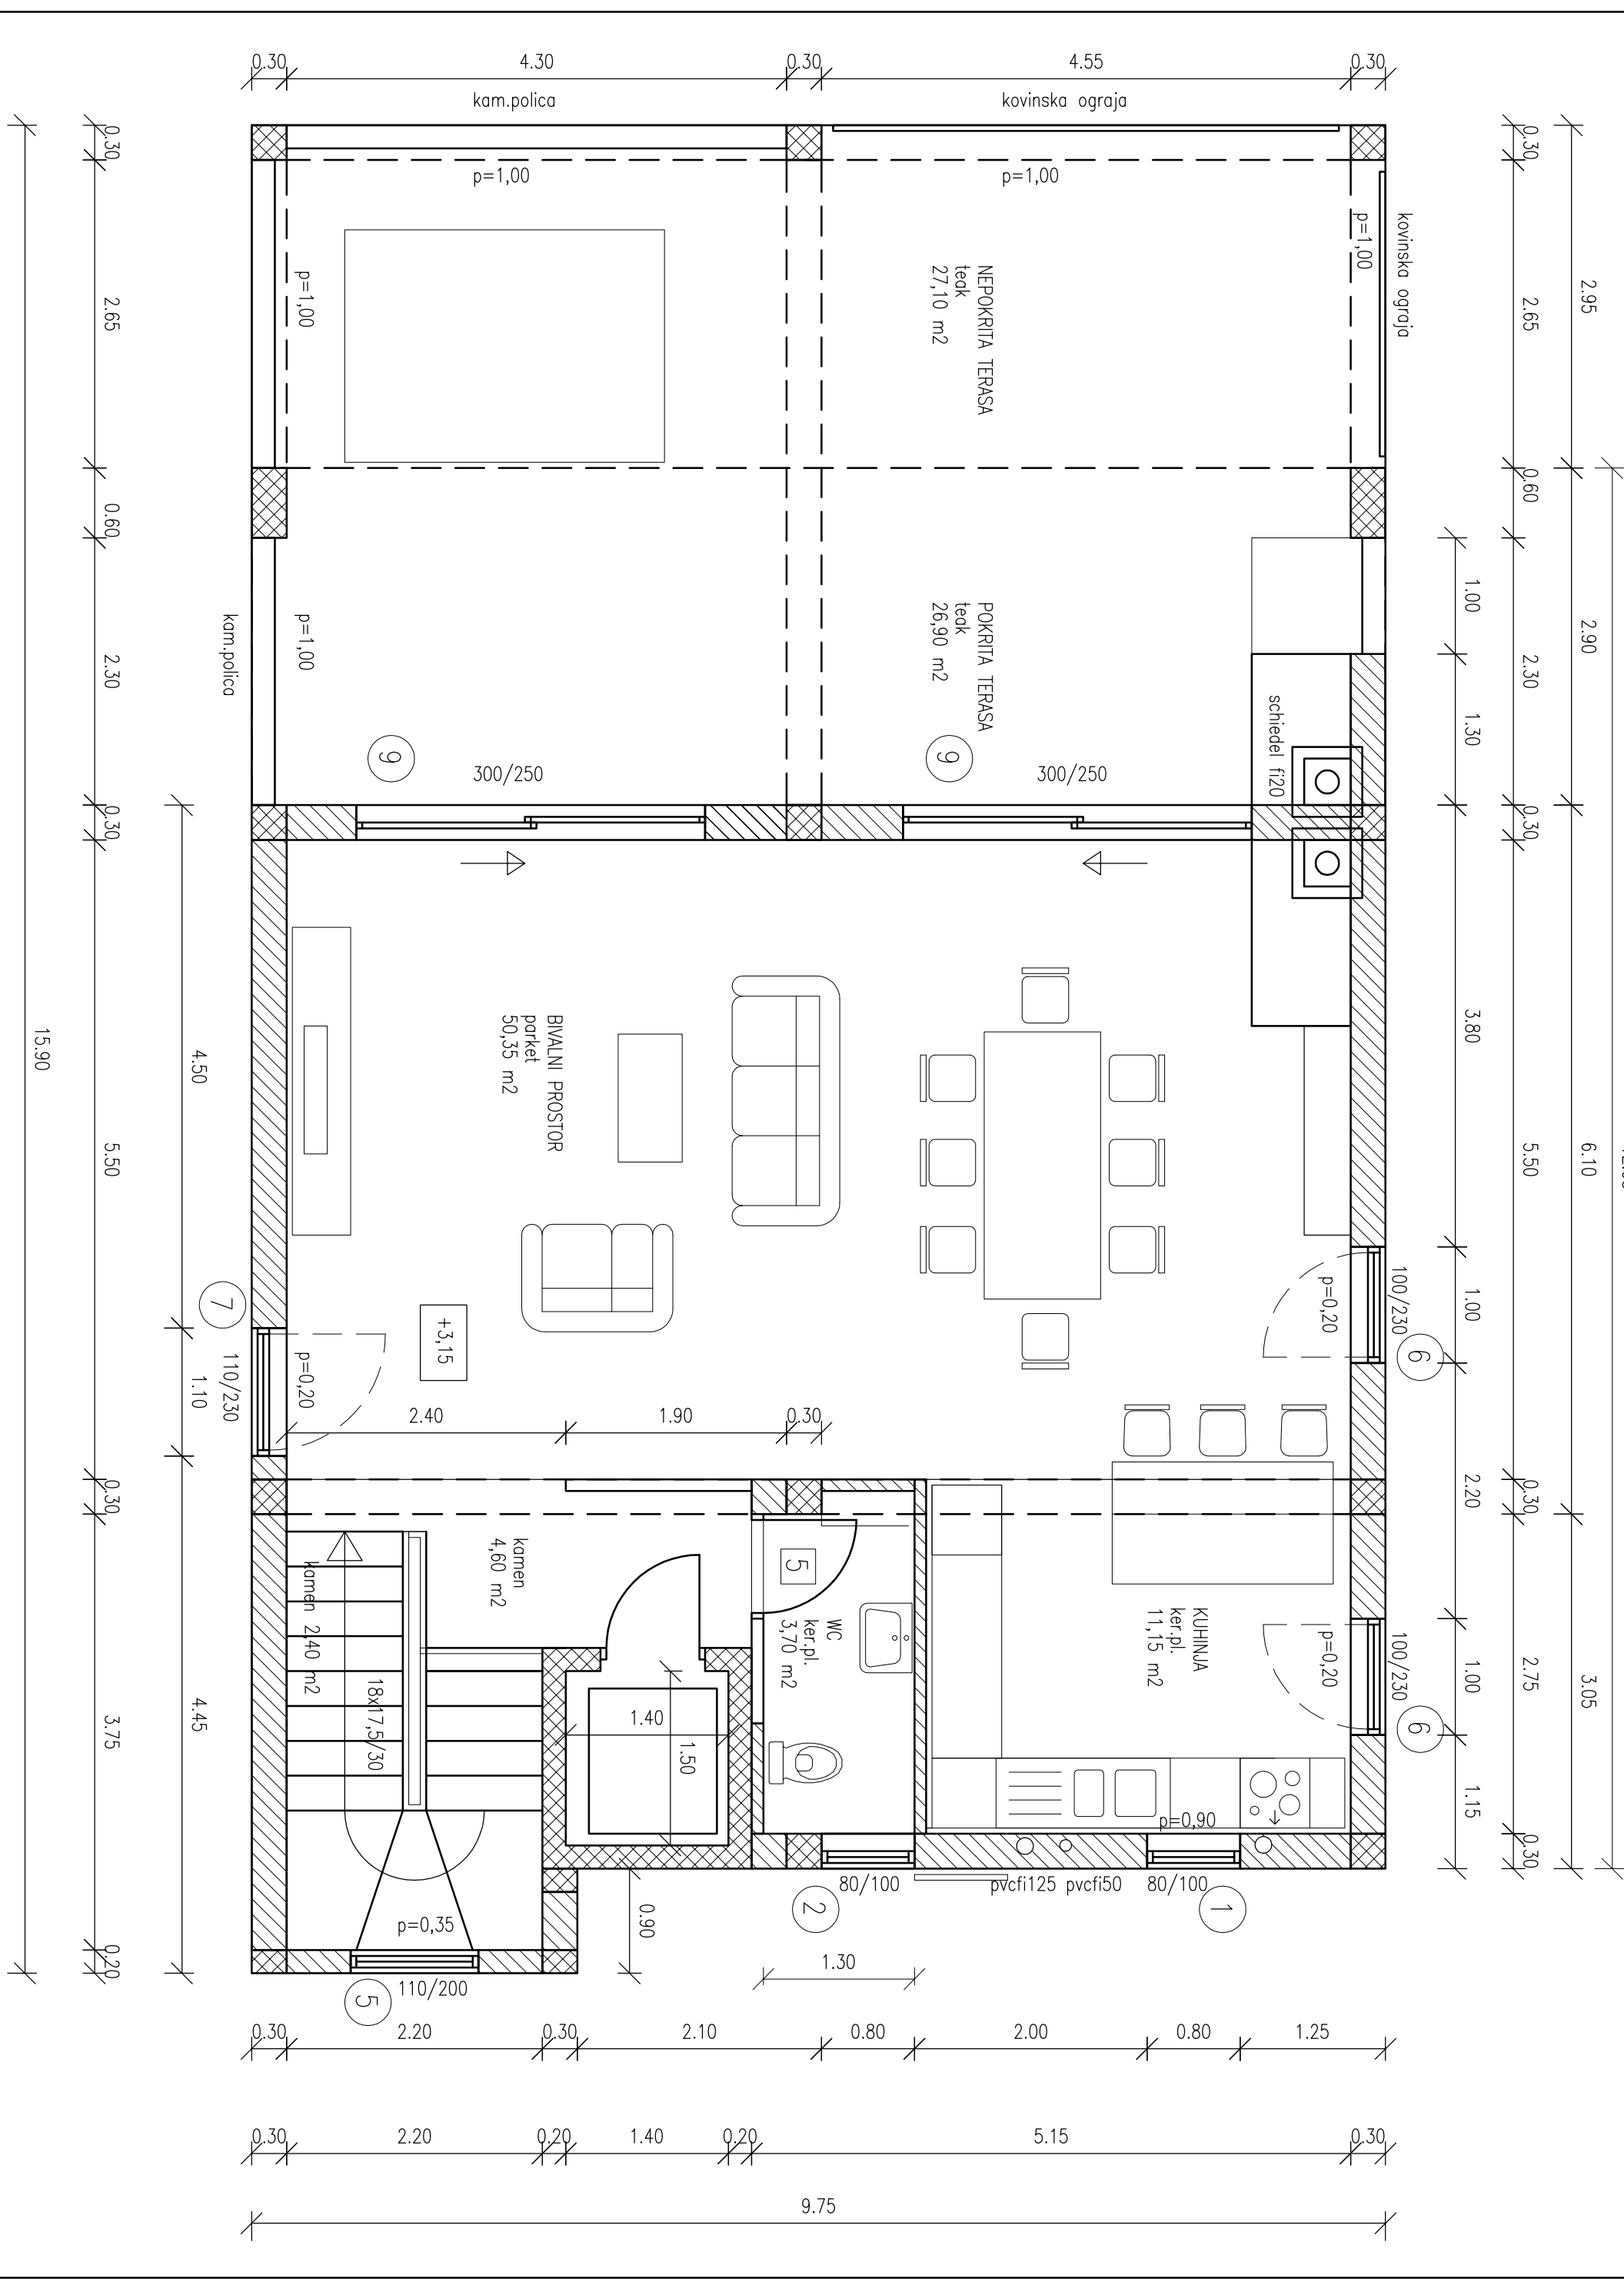 0.30
4.30
0.30
4.55
0.30
kam.polica
kovinska ograja
p=1,00
p=1,00
p=1,00
kovinska ograja
0.30
2.65
0.60
2.30
0.30
5.50
0.30
3.75
0.20
15.90
4.50
1.10
4.45
p=1,00
p=1,00
kam.polica
NEPOKRITA TERASA
teak
27,10 m2
POKRITA TERASA
teak
26,90 m2
0.30
2.65
0.60
2.30
0.30
5.50
0.30
2.75
0.30
2.95
2.90
6.10
3.05
1.00
1.30
3.80
1.00
2.20
1.00
1.15
schiedel fi20
9
300/250
9
300/250
BIVALNI PROSTOR
parket
50,35 m2
+3,15
7
110/230
p=0,20
100/230
p=0,20
6
2.40
1.90
0.30
kamen
4,60 m2
kamen 2,40 m2
18x17,5/30
5
WC
ker.pl.
3,70 m2
KUHINJA
ker.pl.
11,15 m2
100/230
p=0,20
6
1.40
1.50
p=0,90
80/100
pvcfi125 pvcfi50
80/100
2
1
0.90
p=0,35
1.30
110/200
5
0.30
2.20
0.30
2.10
0.80
2.00
0.80
1.25
0.30
2.20
0.20
1.40
0.20
5.15
0.30
9.75